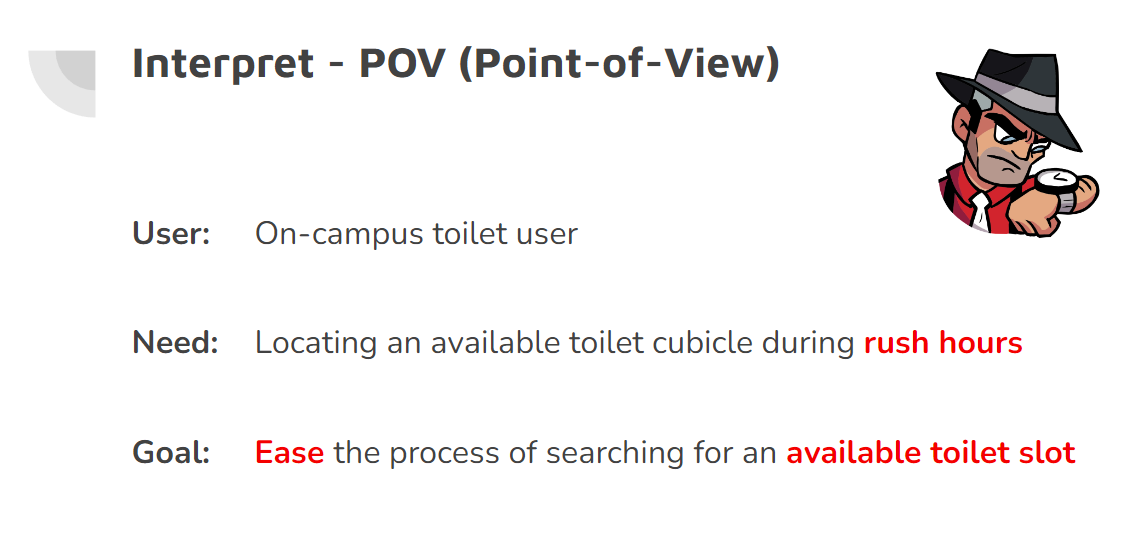 Interpret - POV (Point-of-View)
User: On-campus toilet user
Need: Locating an available toilet cubicle during rush hours
Goal: Ease the process of searching for an available toilet slot